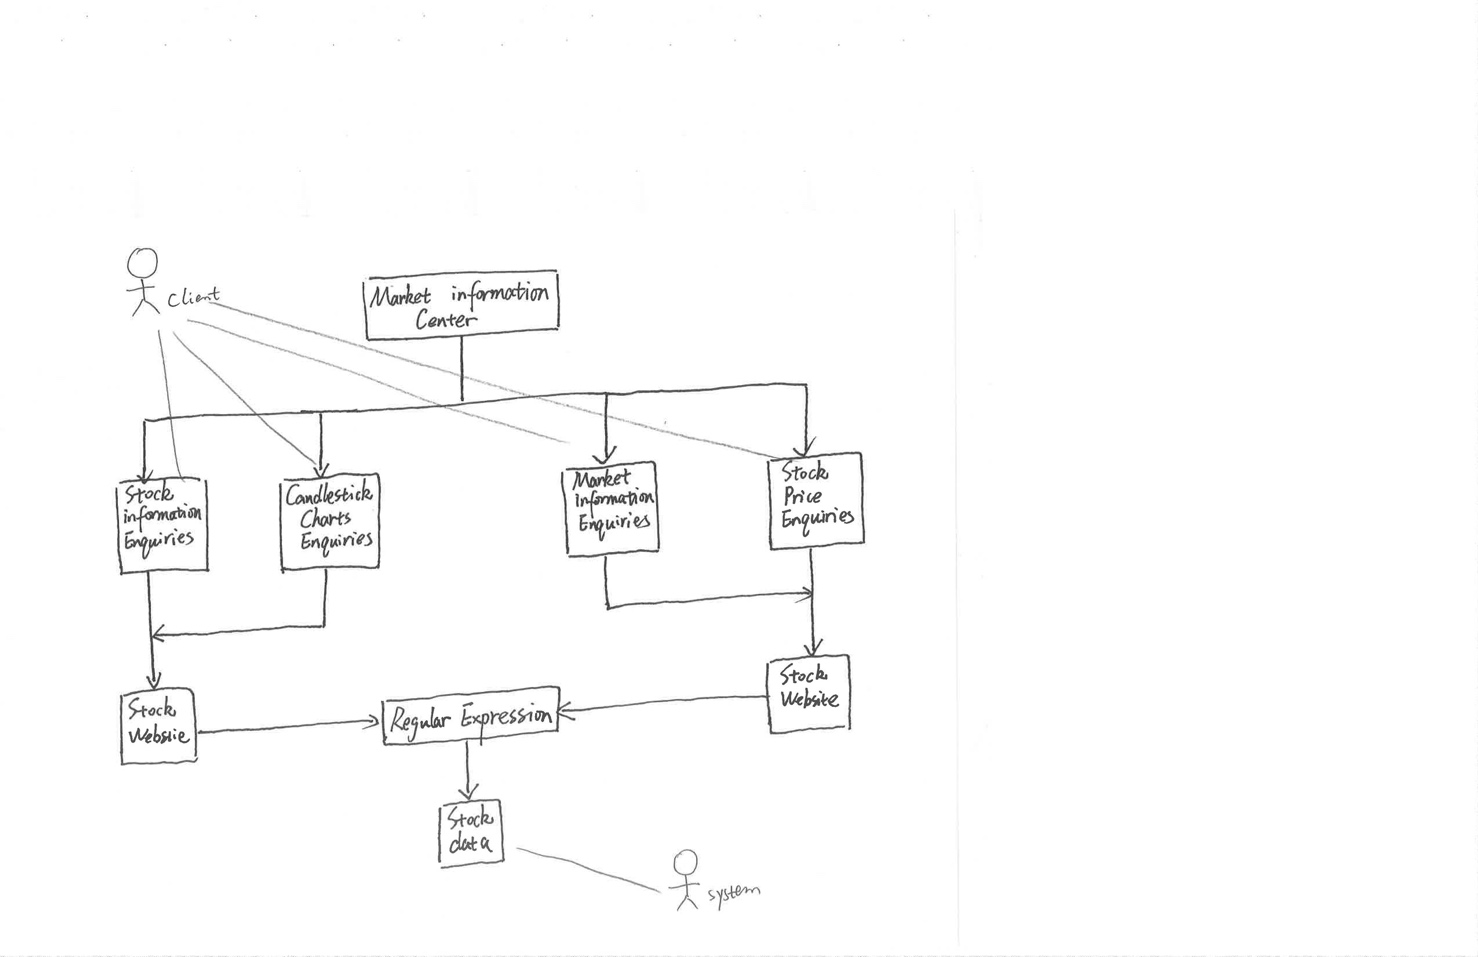 Client
Market information
Center
Stock
information
Enquiries
Candlestick
Charts
Enquiries
Market
Information
Enquiries
Stock
Price
Enquiries
Stock
Website
Regular Expression
Stock
Website
Stock
data
system